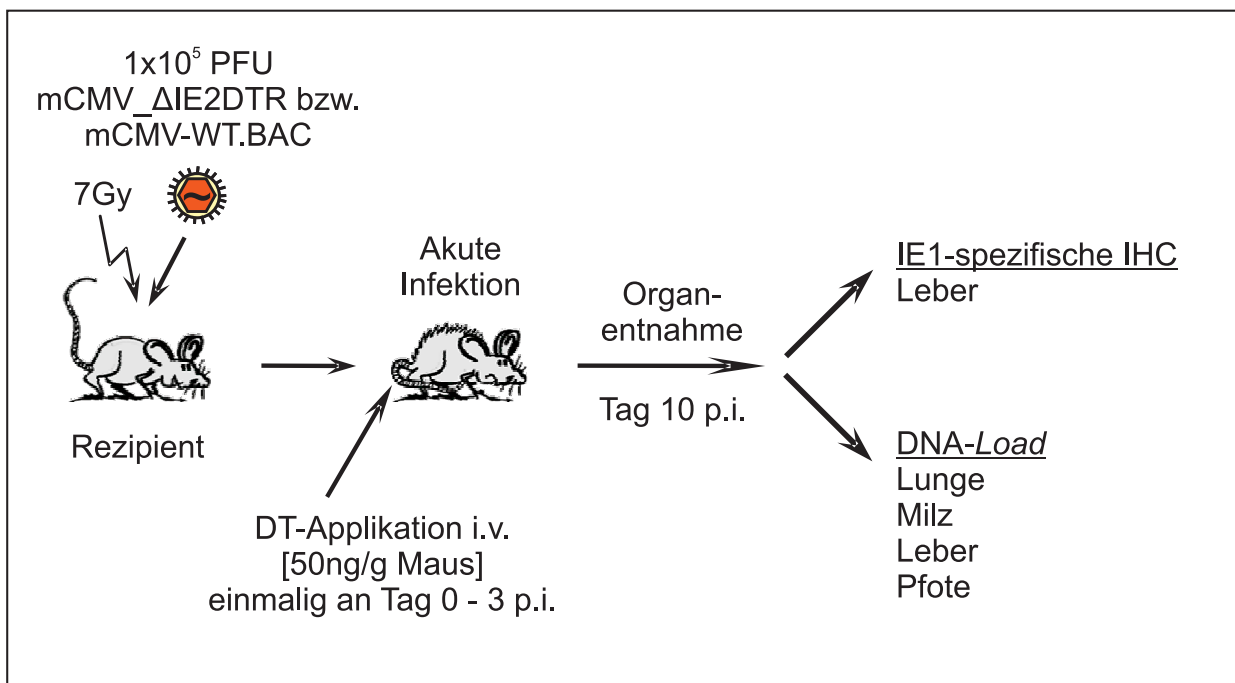 1x10⁵ PFU
mCMV_ΔIE2DTR bzw.
mCMV-WT.BAC
7Gy
Rezipient
Akute
Infektion
DT-Applikation i.v.
[50ng/g Maus]
einmalig an Tag 0 - 3 p.i.
Organ-
entnahme
Tag 10 p.i.
IE1-spezifische IHC
Leber
DNA-Load
Lunge
Milz
Leber
Pfote